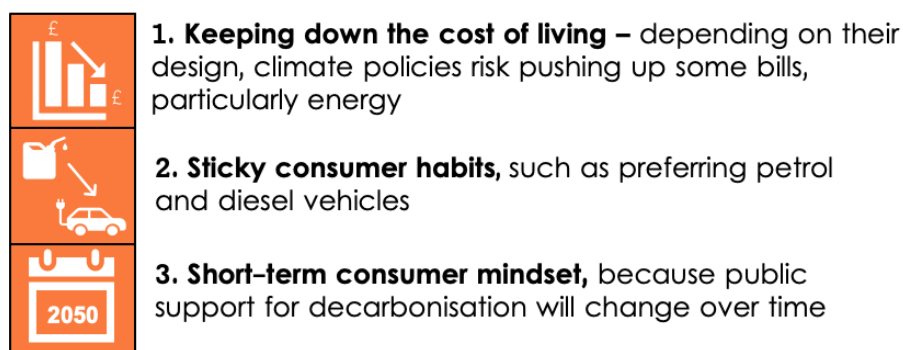 £
£
1. Keeping down the cost of living – depending on their
design, climate policies risk pushing up some bills,
particularly energy
2. Sticky consumer habits, such as preferring petrol
and diesel vehicles
2050
3. Short-term consumer mindset, because public
support for decarbonisation will change over time